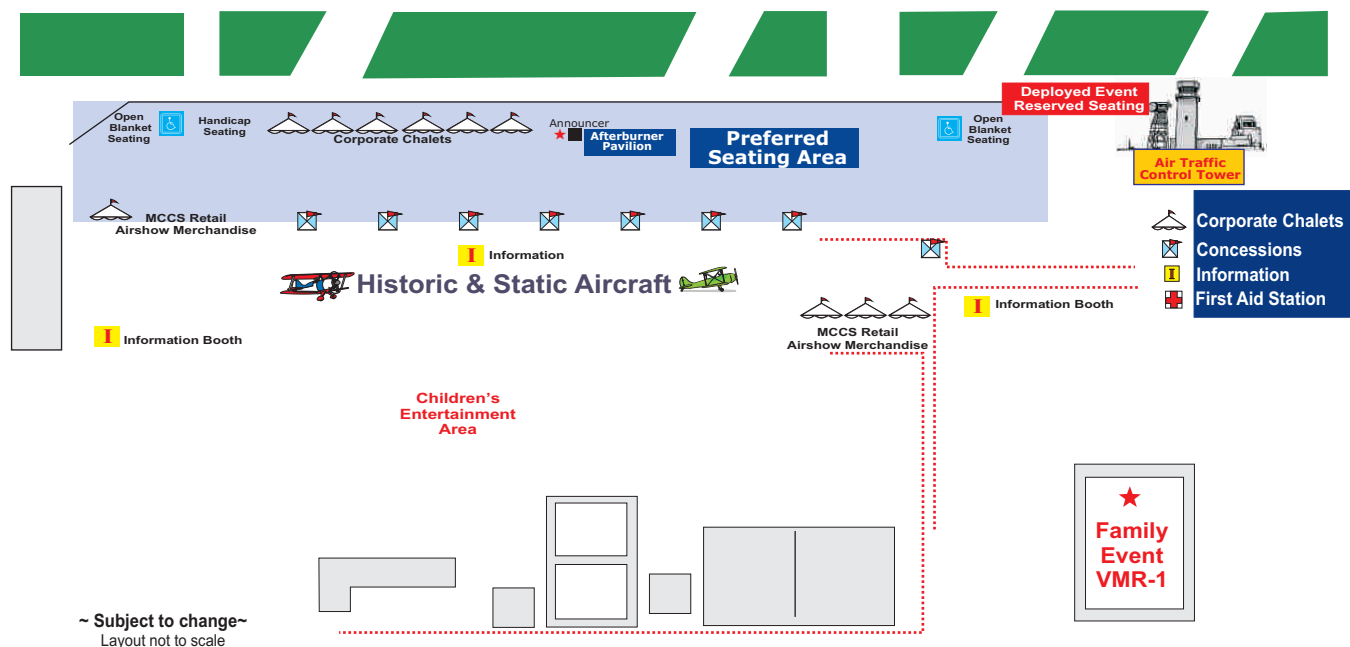 Deployed Event
Reserved Seating
Open
Blanket
Seating
Handicap
Seating
Corporate Chalets
Announcer
Afterburner
Pavilion
Preferred
Seating Area
Open
Blanket
Seating
Air Traffic
Control Tower
MCCS Retail
Airshow Merchandise
I Information
Historic & Static Aircraft
Corporate Chalets
Concessions
I Information
First Aid Station
I Information Booth
MCCS Retail
Airshow Merchandise
I Information Booth
Children's
Entertainment
Area
Family
Event
VMR-1
~ Subject to change~
Layout not to scale